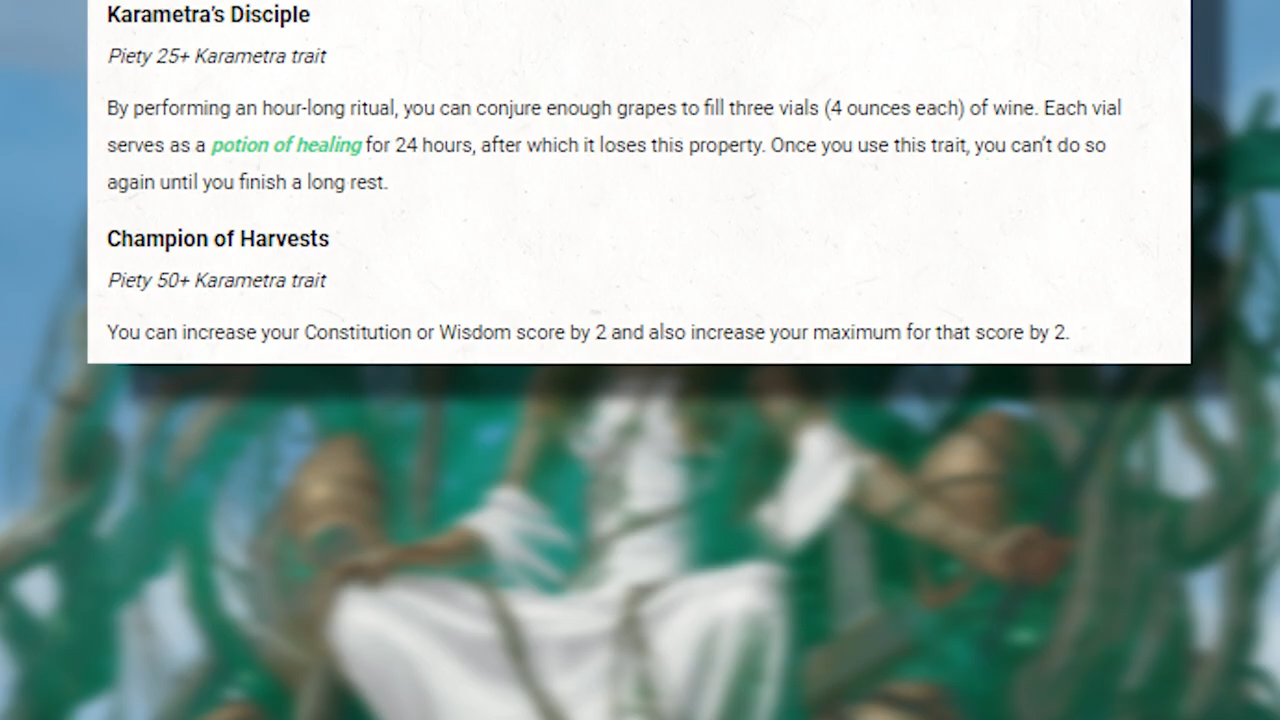 Karametra’s Disciple
Piety 25+ Karametra trait
By performing an hour-long ritual, you can conjure enough grapes to fill three vials (4 ounces each) of wine. Each vial
serves as a potion of healing for 24 hours, after which it loses this property. Once you use this trait, you can’t do so
again until you finish a long rest.
Champion of Harvests
Piety 50+ Karametra trait
You can increase your Constitution or Wisdom score by 2 and also increase your maximum for that score by 2.